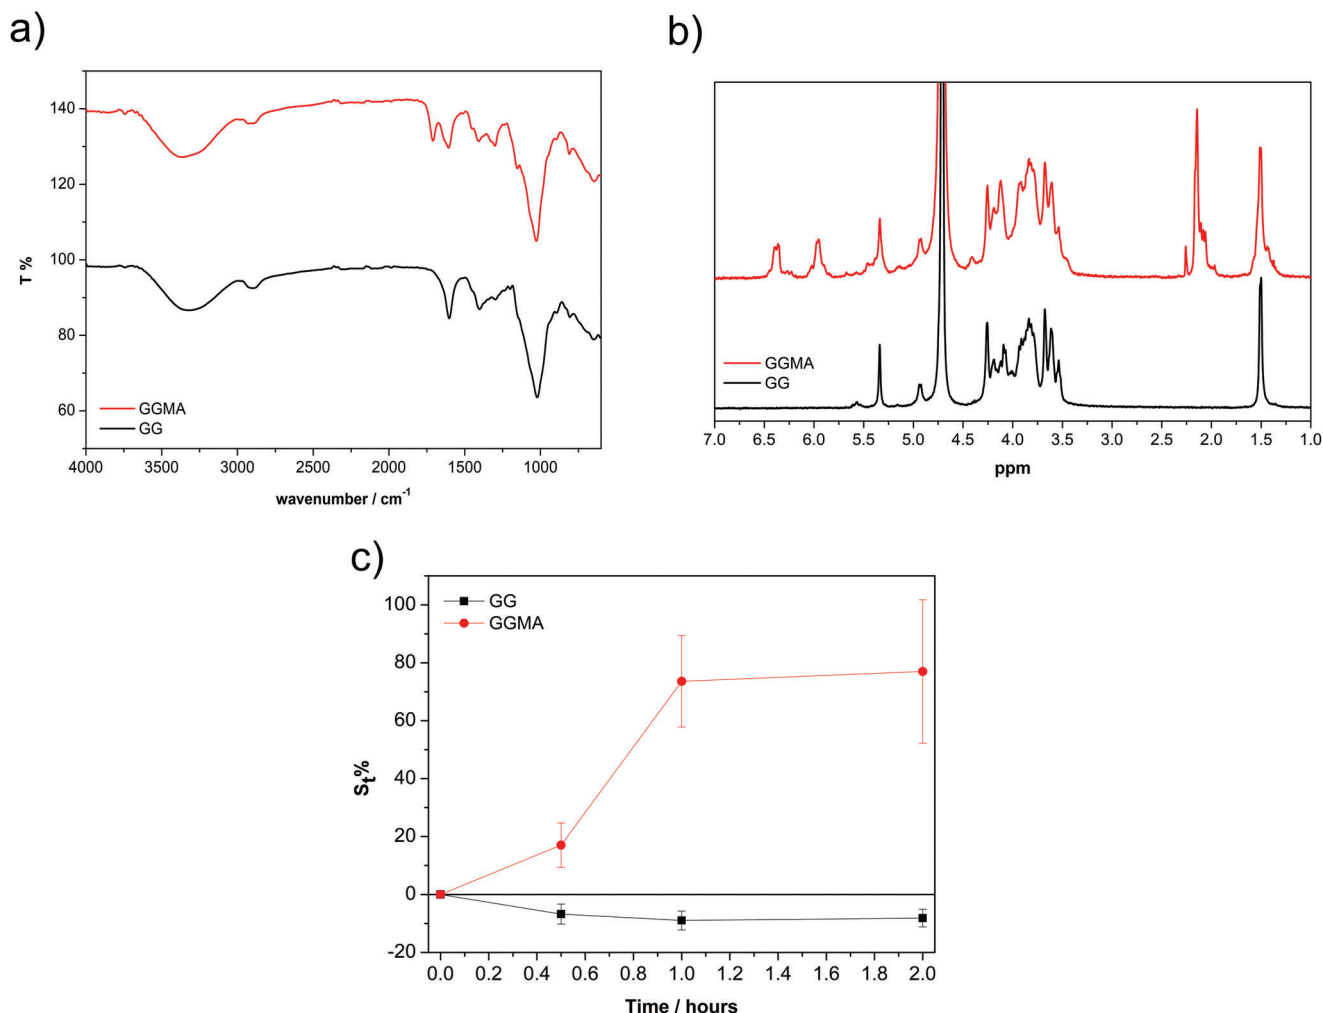 a)
140
120
100
80
60
T %
GGMA
GG
4000 3500 3000 2500 2000 1500 1000
wavenumber / cm⁻¹
b)
GGMA
GG
7.0 6.5 6.0 5.5 5.0 4.5 4.0 3.5 3.0 2.5 2.0 1.5 1.0
ppm
c)
GG
GGMA
100
80
60
40
20
0
-20
St%
0.0 0.2 0.4 0.6 0.8 1.0 1.2 1.4 1.6 1.8 2.0
Time / hours